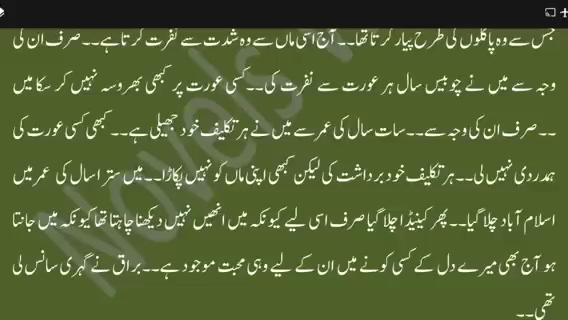 جس سے وہ پاگلوں کی طرح پیار کرتا تھا۔۔ آج اسی ماں سے وہ شدت سے نفرت کرتا ہے۔۔ صرف ان کی
وجہ سے میں نے چوبیس سال ہر عورت سے نفرت کی۔۔ کسی عورت پر کبھی بھروسہ نہیں کر سکا میں
۔۔ صرف ان کی وجہ سے۔۔ سات سال کی عمر سے میں نے ہر تکلیف خود جھیلی ہے۔۔ کبھی کسی عورت کی
ہمدردی نہیں لی۔۔ ہر تکلیف خود برداشت کی لیکن کبھی اپنی ماں کو نہیں پکارا۔۔ میں سترا سال کی عمر میں
اسلام آباد چلا گیا۔۔ پھر کینیڈا چلا گیا صرف اسی لیے کیونکہ میں انھیں نہیں دیکھنا چاہتا تھا کیونکہ میں جانتا
ہو آج بھی میرے دل کے کسی کونے میں ان کے لیے وہی محبت موجود ہے۔۔ براق نے گہری سانس لی
تھی۔۔
Novels